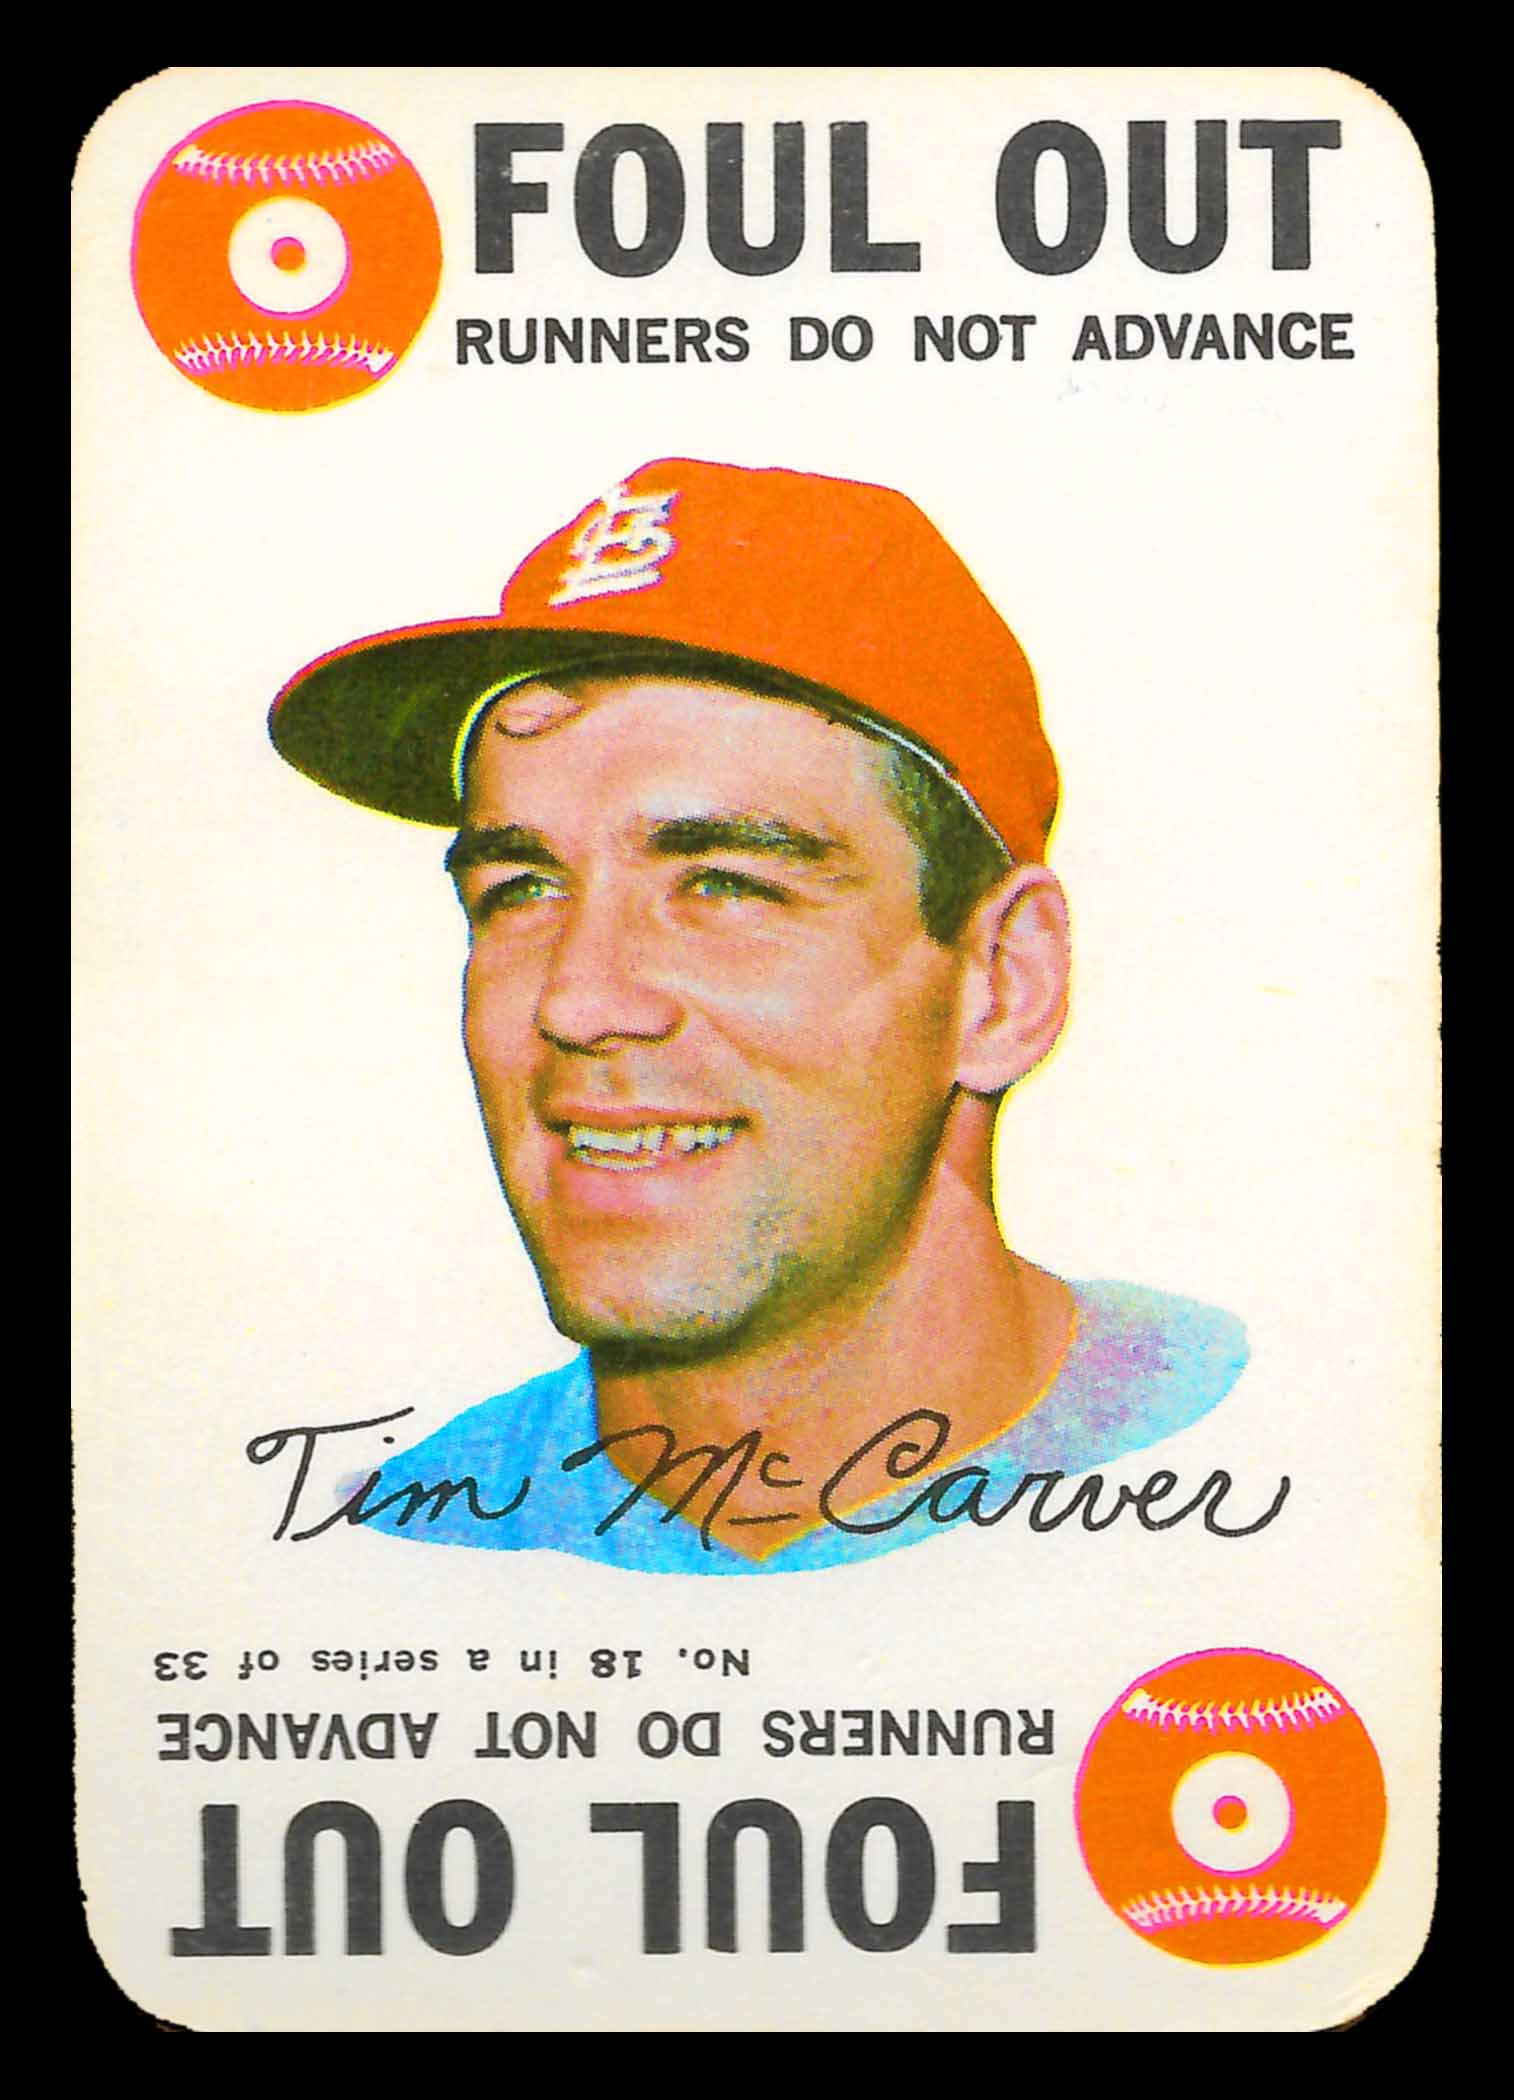 FOUL OUT
RUNNERS DO NOT ADVANCE
STL
Tim McCarver
No. 18 in a series of 33
RUNNERS DO NOT ADVANCE
FOUL OUT